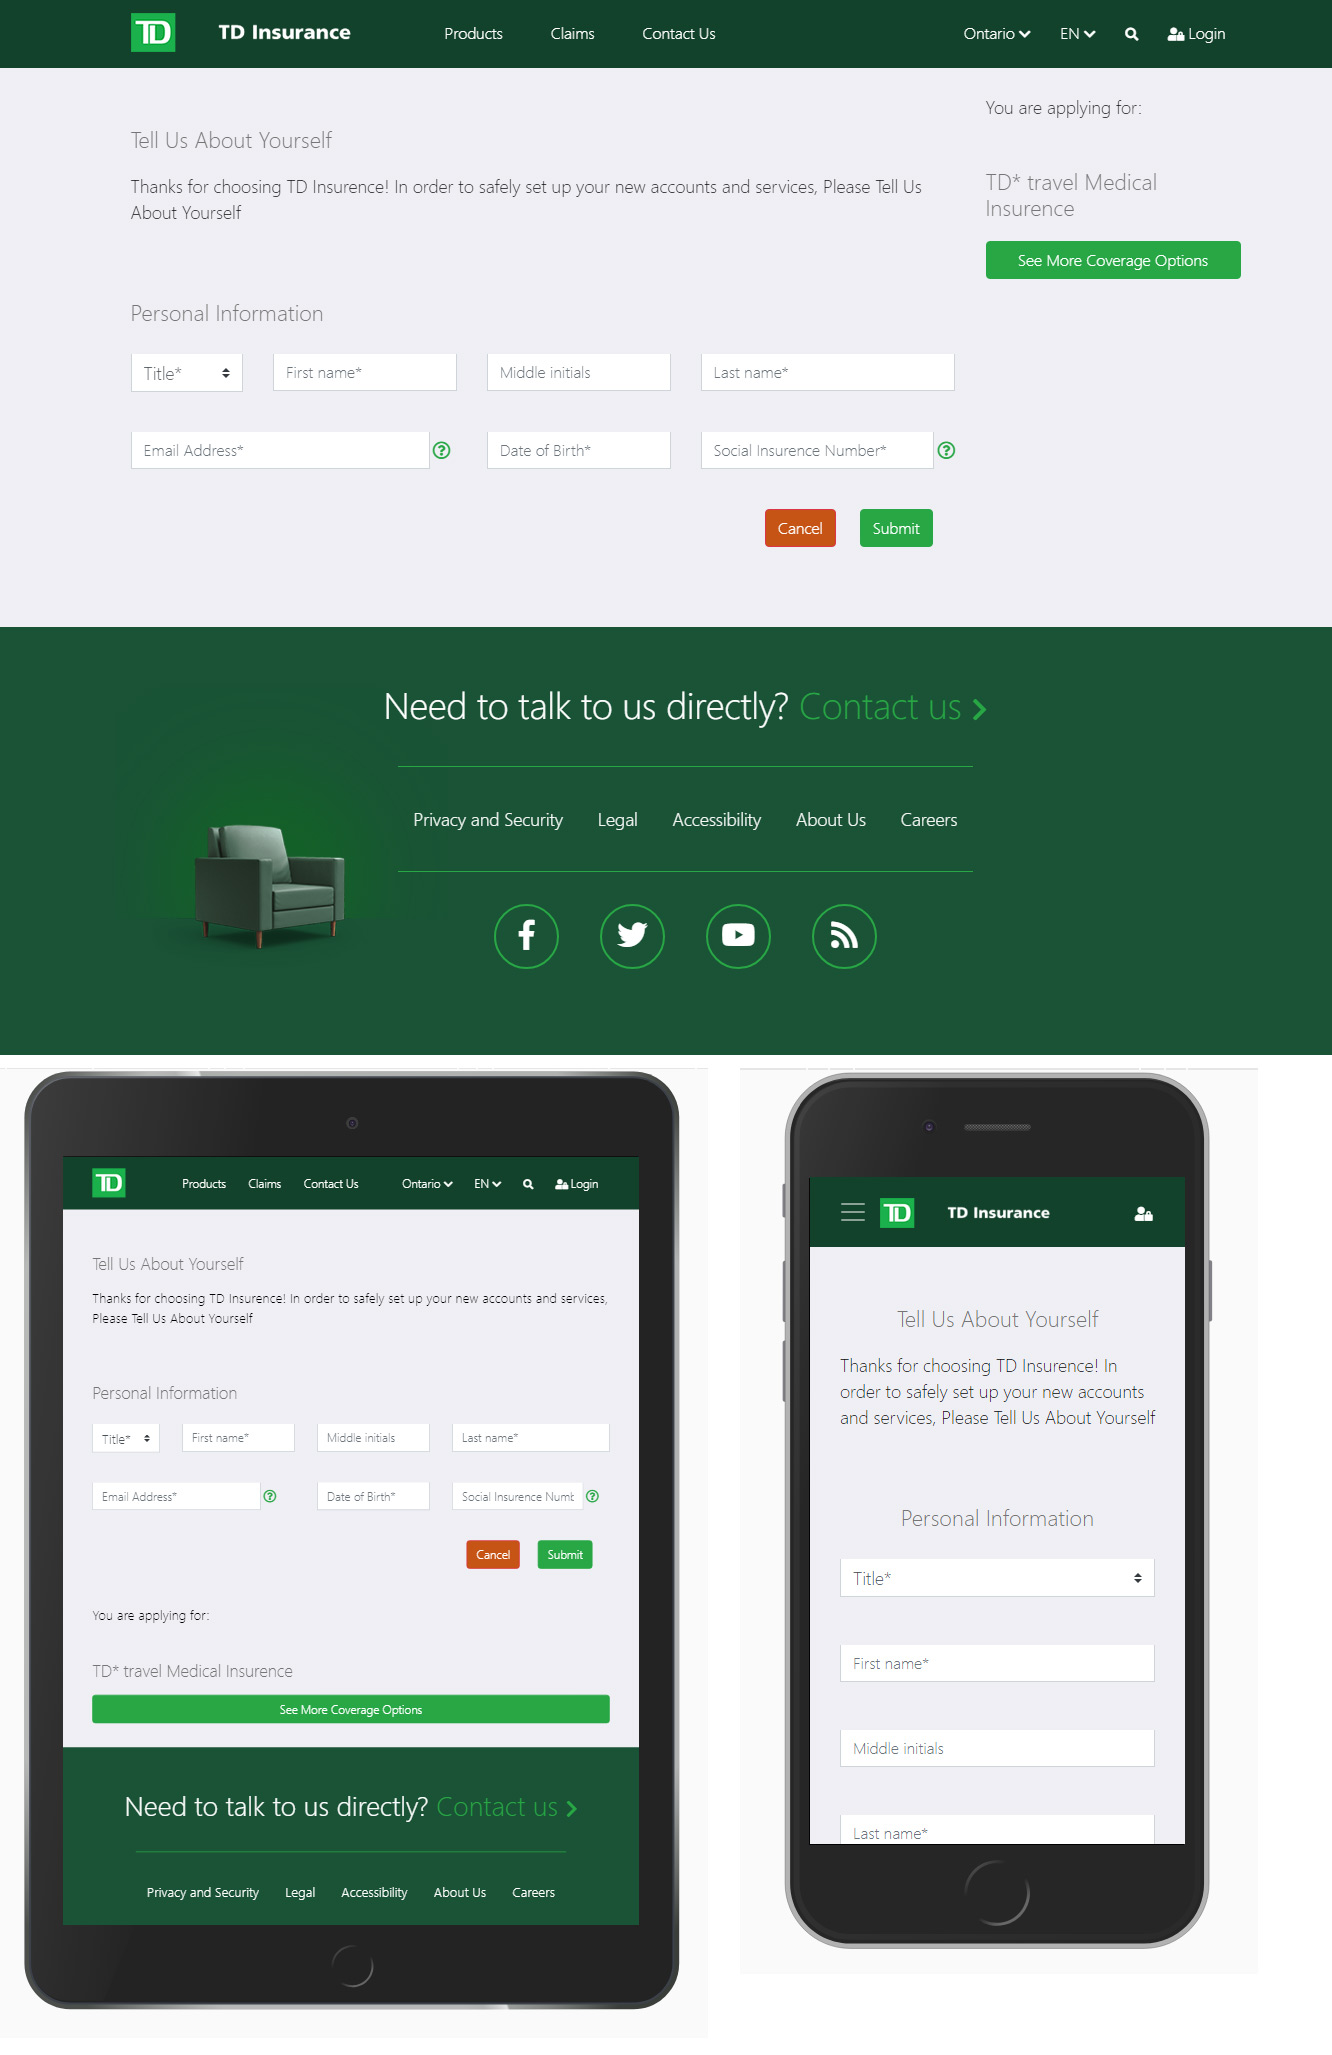 TD TD Insurance Products Claims Contact Us Ontario EN Login
You are applying for:
Tell Us About Yourself
Thanks for choosing TD Insurence! In order to safely set up your new accounts and services, Please Tell Us
About Yourself
TD* travel Medical
Insurence
See More Coverage Options
Personal Information
Title* First name* Middle initials Last name*
Email Address* Date of Birth* Social Insurence Number*
Cancel Submit
Need to talk to us directly? Contact us
Privacy and Security Legal Accessibility About Us Careers
TD Products Claims Contact Us Ontario EN Login
Tell Us About Yourself
Thanks for choosing TD Insurence! In order to safely set up your new accounts and services,
Please Tell Us About Yourself
Personal Information
Title* First name* Middle initials Last name*
Email Address* Date of Birth* Social Insurence Numb
Cancel Submit
You are applying for:
TD* travel Medical Insurence
See More Coverage Options
Need to talk to us directly? Contact us
Privacy and Security Legal Accessibility About Us Careers
TD TD Insurance
Tell Us About Yourself
Thanks for choosing TD Insurence! In
order to safely set up your new accounts
and services, Please Tell Us About Yourself
Personal Information
Title*
First name*
Middle initials
Last name*